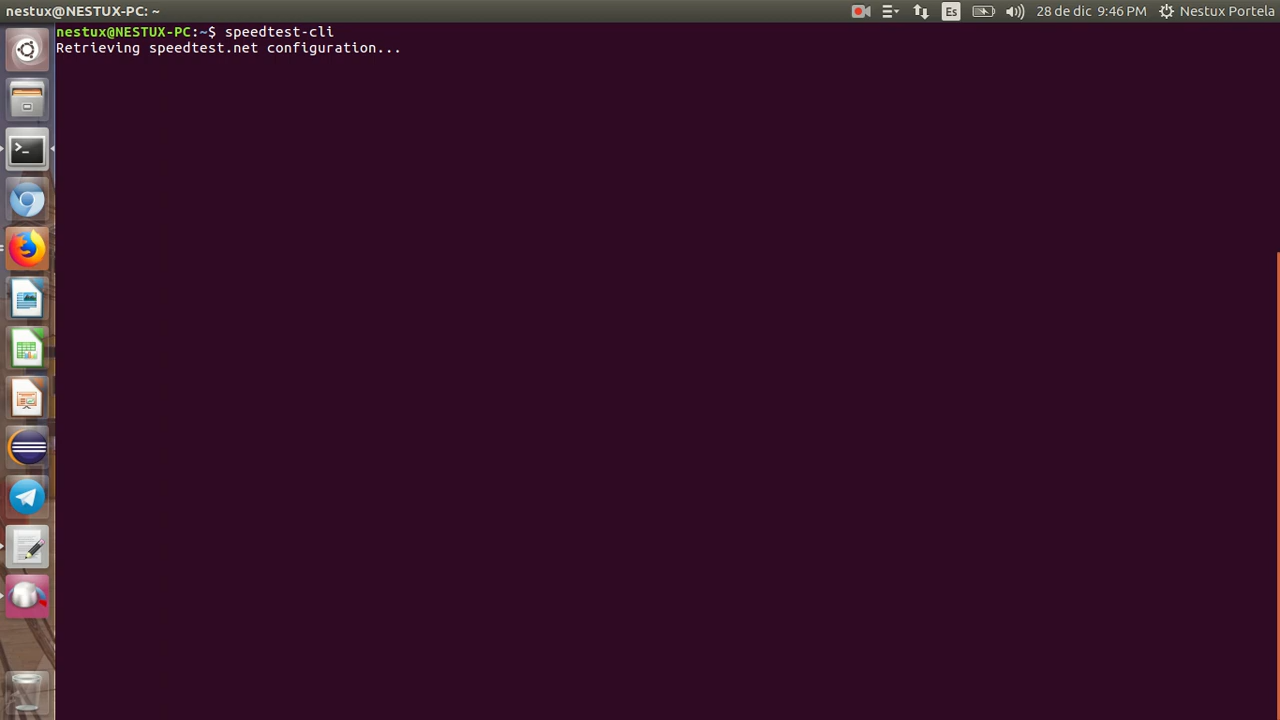 nestux@NESTUX-PC: ~
Es
28 de dic 9:46 PM
Nestux Portela
nestux@NESTUX-PC:~$ speedtest-cli
Retrieving speedtest.net configuration...